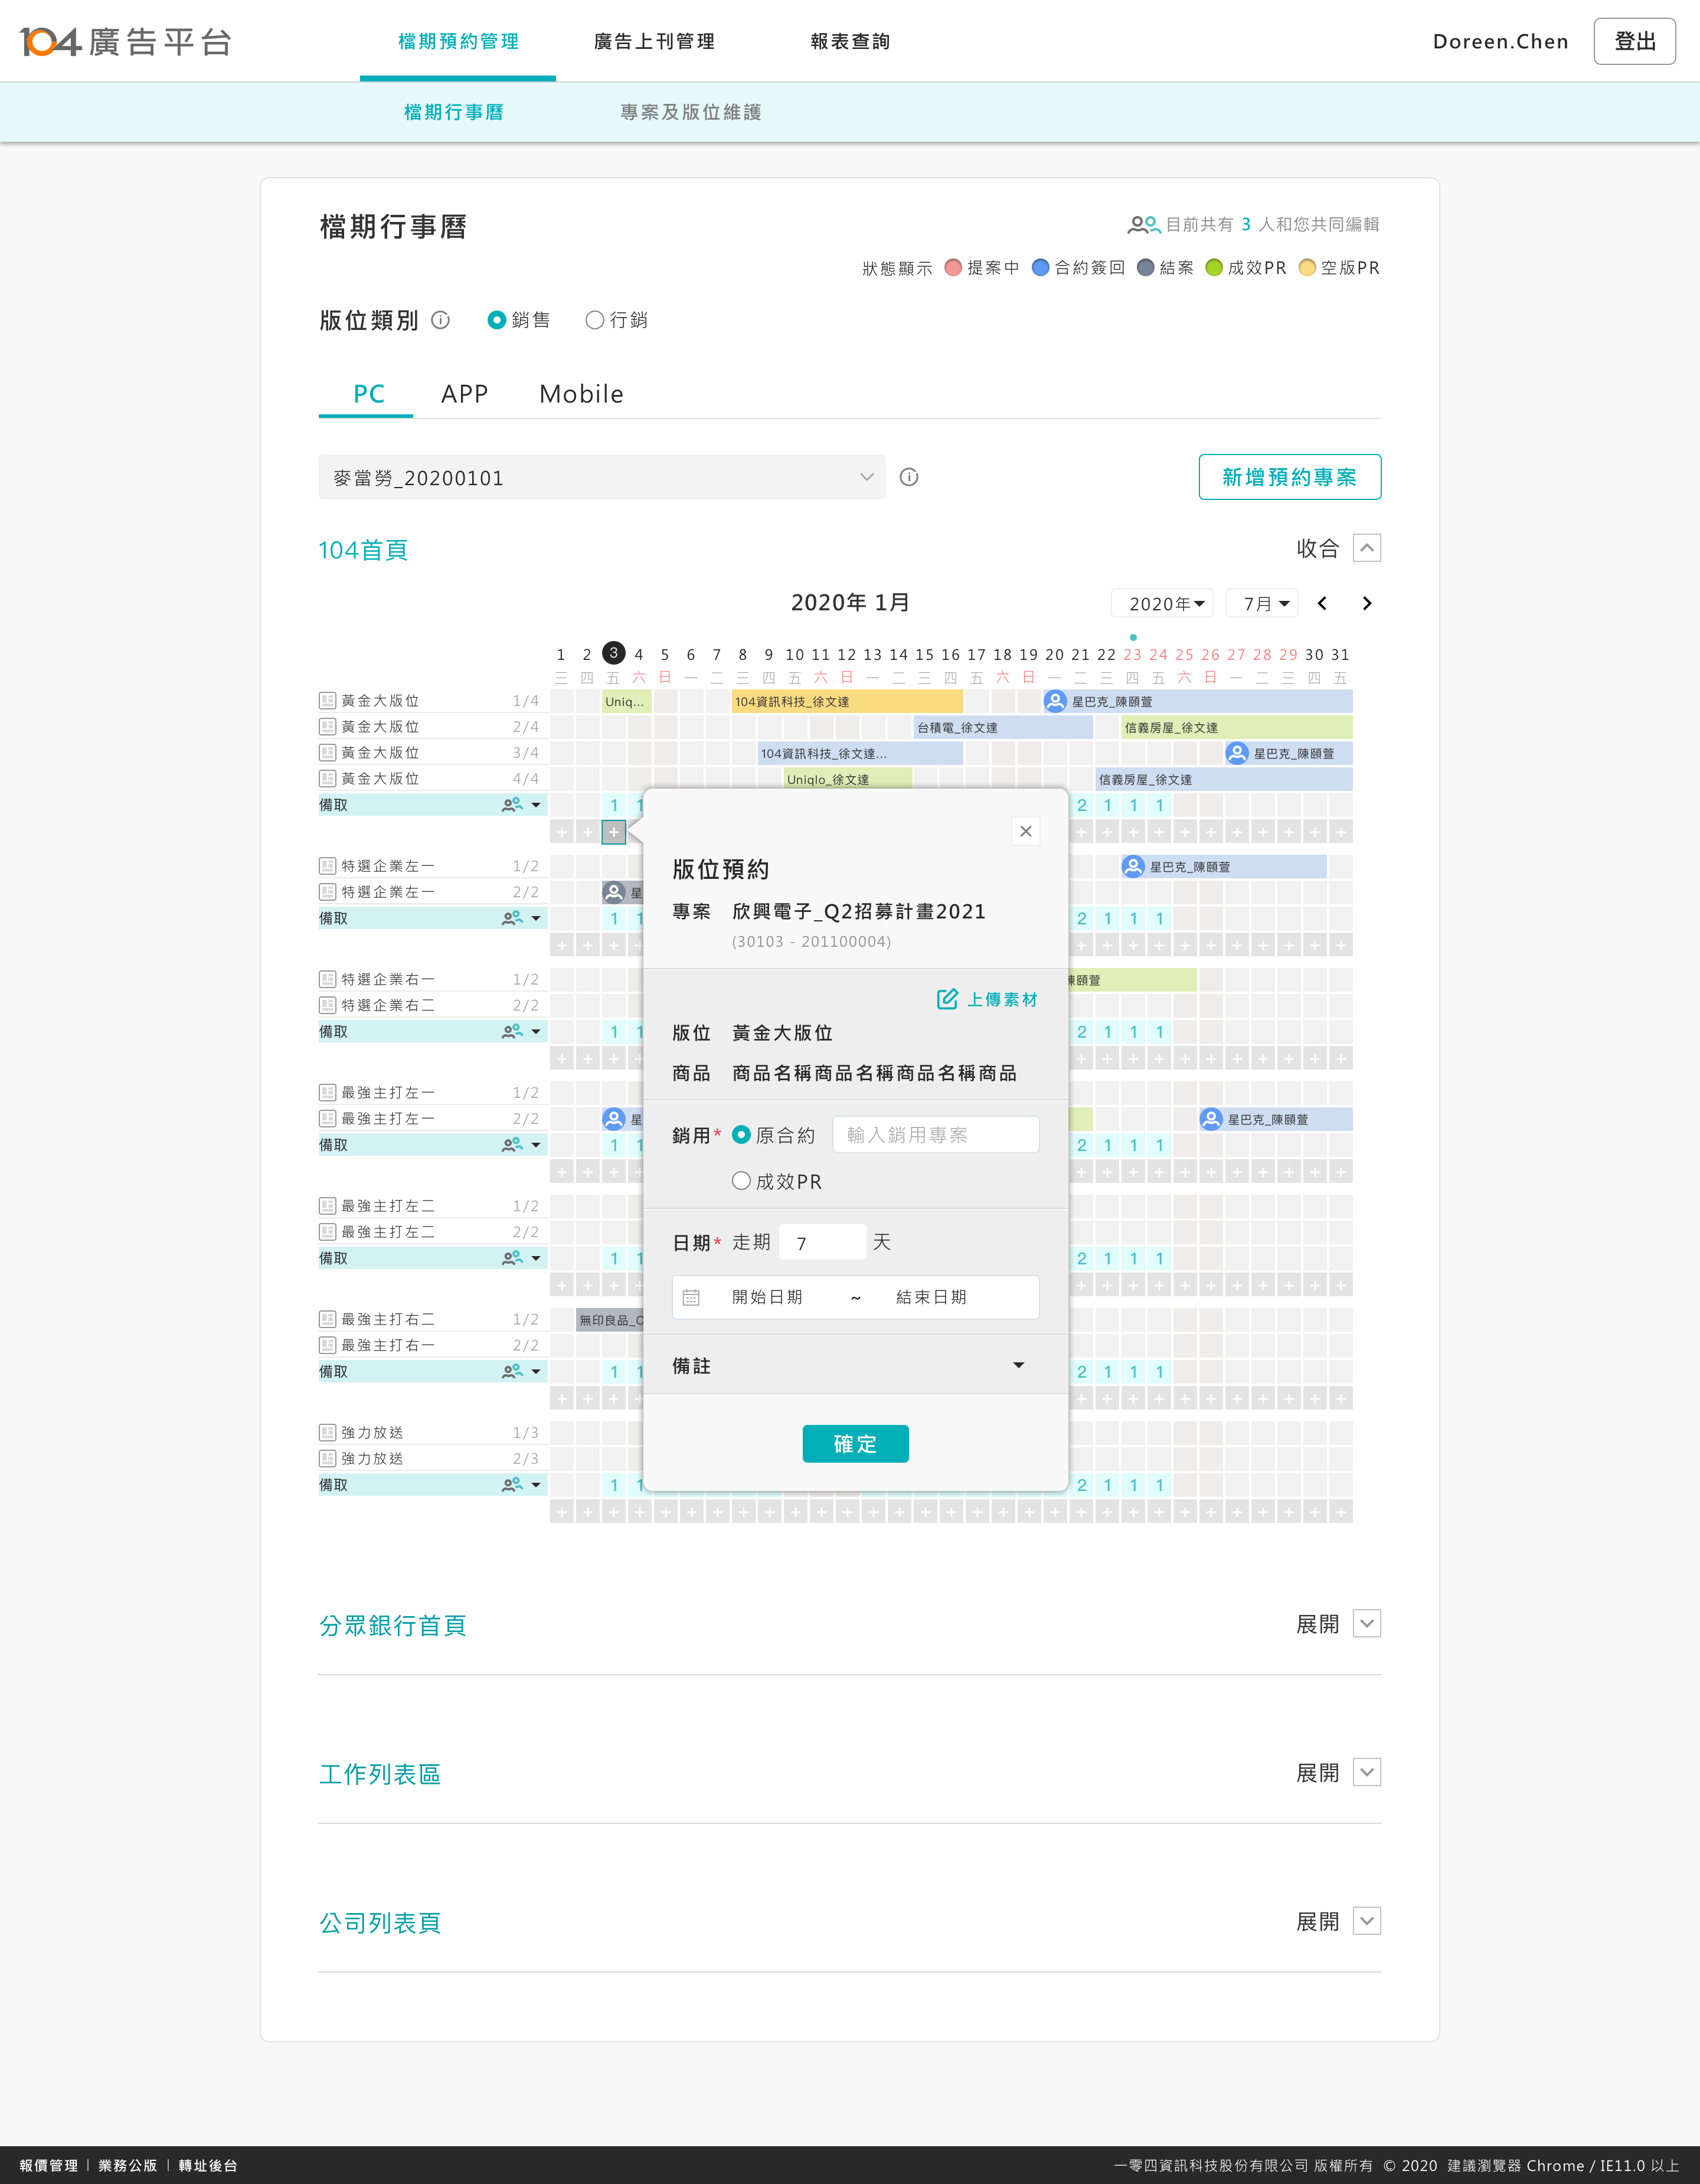 104廣告平台 檔期預約管理 廣告上刊管理 報表查詢 Doreen.Chen 登出
檔期行事曆 專案及版位維護
檔期行事曆 目前共有 3 人和您共同編輯
狀態顯示 提案中 合約簽回 結案 成效PR 空版PR
版位類別 銷售 行銷
PC APP Mobile
麥當勞_20200101 新增預約專案
104首頁 收合
2020年 1月 2020年 7月
1 2 3 4 5 6 7 8 9 10 11 12 13 14 15 16 17 18 19 20 21 22 23 24 25 26 27 28 29 30 31
三 四 五 六 日 一 二 三 四 五 六 日 一 二 三 四 五 六 日 一 二 三 四 五 六 日 一 二 三 四 五
黃金大版位 1/4 Uniq... 104資訊科技_徐文達 星巴克_陳頤萱
黃金大版位 2/4 台積電_徐文達 信義房屋_徐文達
黃金大版位 3/4 104資訊科技_徐文達... 星巴克_陳頤萱
黃金大版位 4/4 Uniqlo_徐文達 信義房屋_徐文達
備取 1 1 2 1 1 1
+ + + + + + + + + + + + + +
特選企業左一 1/2 星巴克_陳頤萱
特選企業左一 2/2 星
備取 1 1 2 1 1 1
+ + + + + + + + + + + + + + +
特選企業右一 1/2 陳頤萱
特選企業右二 2/2
備取 1 1 2 1 1 1
+ + + + + + + + + + + + + + +
最強主打左一 1/2
最強主打左一 2/2 星 星巴克_陳頤萱
備取 1 1 2 1 1 1
+ + + + + + + + + + + + + + +
最強主打左二 1/2
最強主打左二 2/2
備取 1 1 2 1 1 1
+ + + + + + + + + + + + + + +
最強主打右二 1/2 無印良品_C
最強主打右一 2/2
備取 1 1 2 1 1 1
+ + + + + + + + + + + + + + +
強力放送 1/3
強力放送 2/3
備取 1 1 2 1 1 1
+ + + + + + + + + + + + + + + + + + + + + + + + + + + + + + +
版位預約
專案 欣興電子_Q2招募計畫2021
(30103 - 201100004)
上傳素材
版位 黃金大版位
商品 商品名稱商品名稱商品名稱商品
銷用* 原合約 輸入銷用專案
成效PR
日期* 走期 7 天
開始日期 ~ 結束日期
備註
確定
分眾銀行首頁 展開
工作列表區 展開
公司列表頁 展開
報價管理 | 業務公版 | 轉址後台 一零四資訊科技股份有限公司 版權所有 © 2020 建議瀏覽器 Chrome / IE11.0 以上